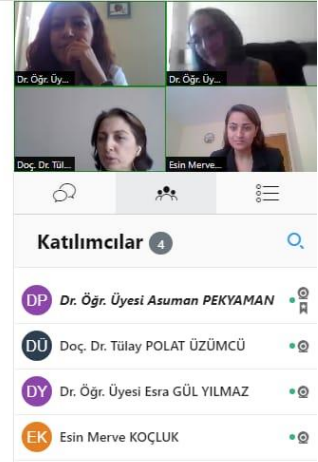 Dr. Öğr. Üy...
Dr. Öğr. Üy...
Doç. Dr. Tül...
Esin Merve...
Katılımcılar 4
DP Dr. Öğr. Üyesi Asuman PEKYAMAN
DÜ Doç. Dr. Tülay POLAT ÜZÜMCÜ
DY Dr. Öğr. Üyesi Esra GÜL YILMAZ
EK Esin Merve KOÇLUK